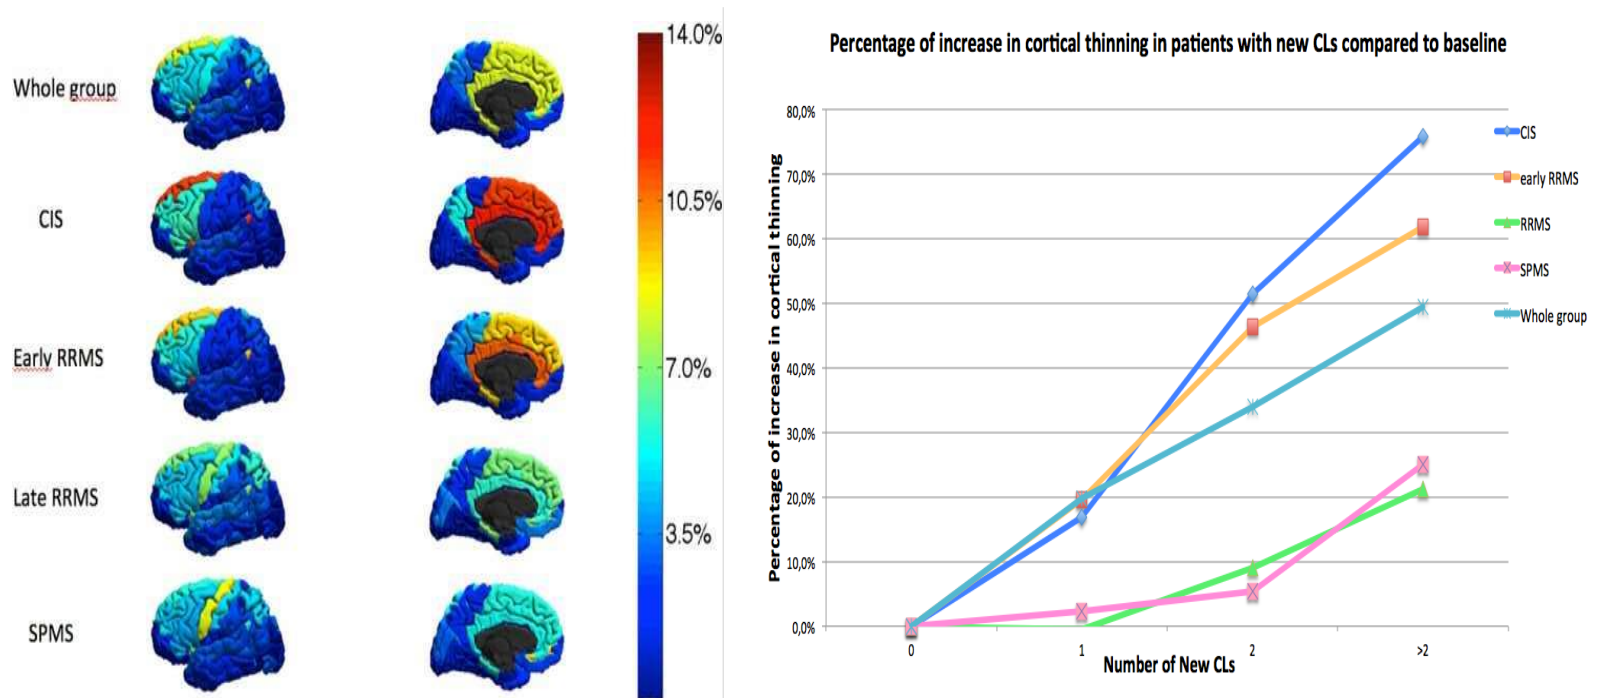 Whole group
CIS
Early RRMS
Late RRMS
SPMS
14.0%
10.5%
7.0%
3.5%
Percentage of increase in cortical thinning in patients with new CLs compared to baseline
Percentage of increase in cortical thinning
80,0%
70,0%
60,0%
50,0%
40,0%
30,0%
20,0%
10,0%
0,0%
0
1
2
>2
Number of New CLs
CIS
early RRMS
RRMS
SPMS
Whole group